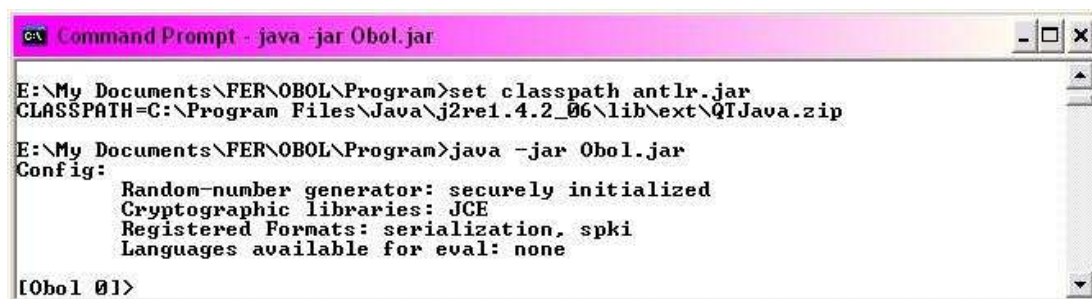 Command Prompt - java -jar Obol.jar
E:\My Documents\FER\OBOL\Program>set classpath antlr.jar
CLASSPATH=C:\Program Files\Java\j2re1.4.2_06\lib\ext\QTJava.zip
E:\My Documents\FER\OBOL\Program>java -jar Obol.jar
Config:
Random-number generator: securely initialized
Cryptographic libraries: JCE
Registered Formats: serialization, spki
Languages available for eval: none
[Obol 0]>